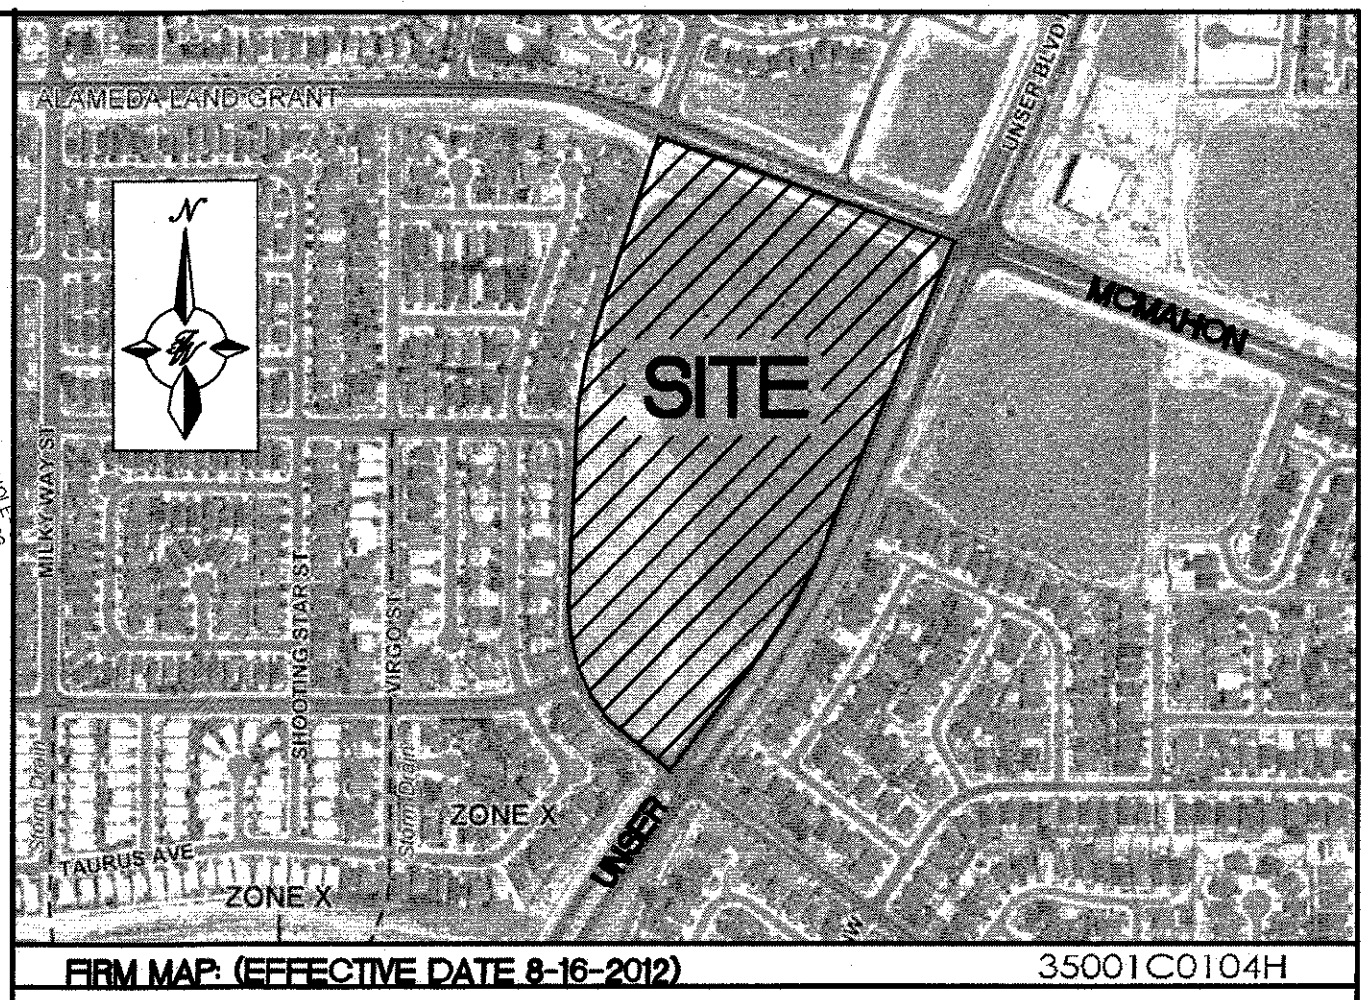 UNSER BLVD
ALAMEDA LAND GRANT
N
MCMAHON
SITE
MILKY WAY ST
SHOOTING STAR ST
VIRGO ST
Storm Drain
Storm Drain
ZONE X
UNSER
TAURUS AVE
ZONE X
FIRM MAP: (EFFECTIVE DATE 8-16-2012)
35001C0104H